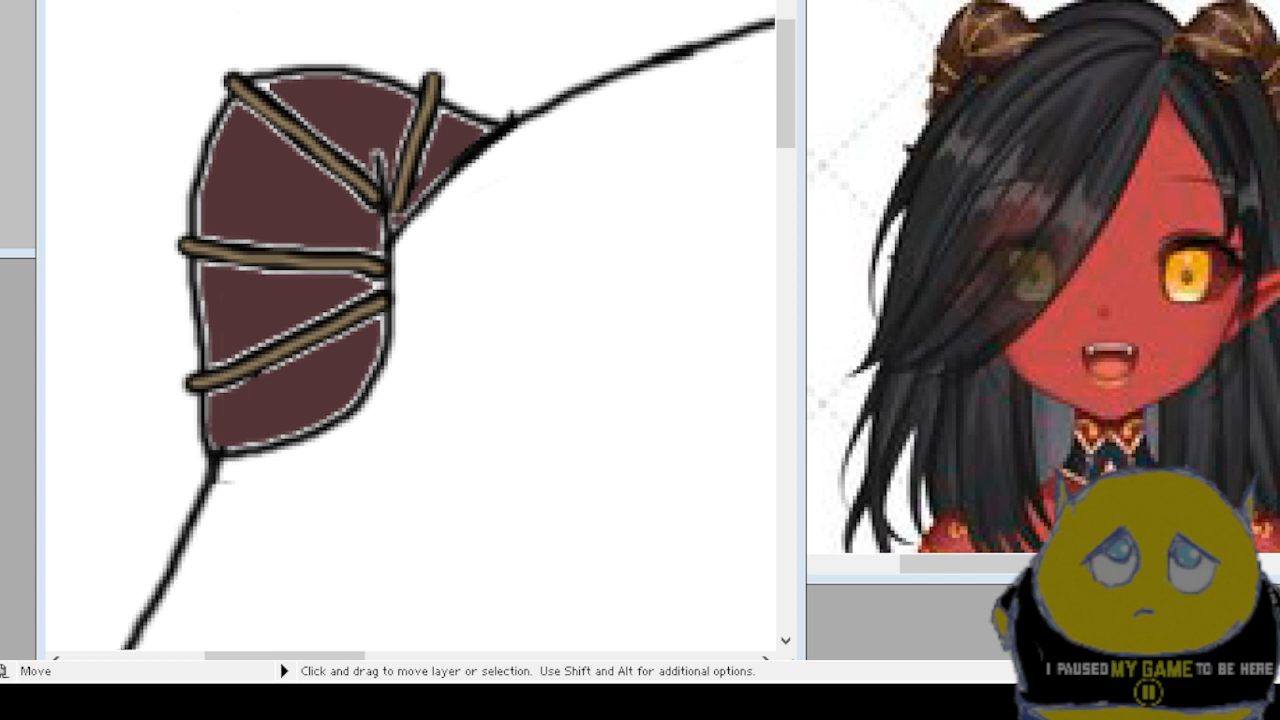 I PAUSED MY GAME TO BE HERE
Move
Click and drag to move layer or selection. Use Shift and Alt for additional options.